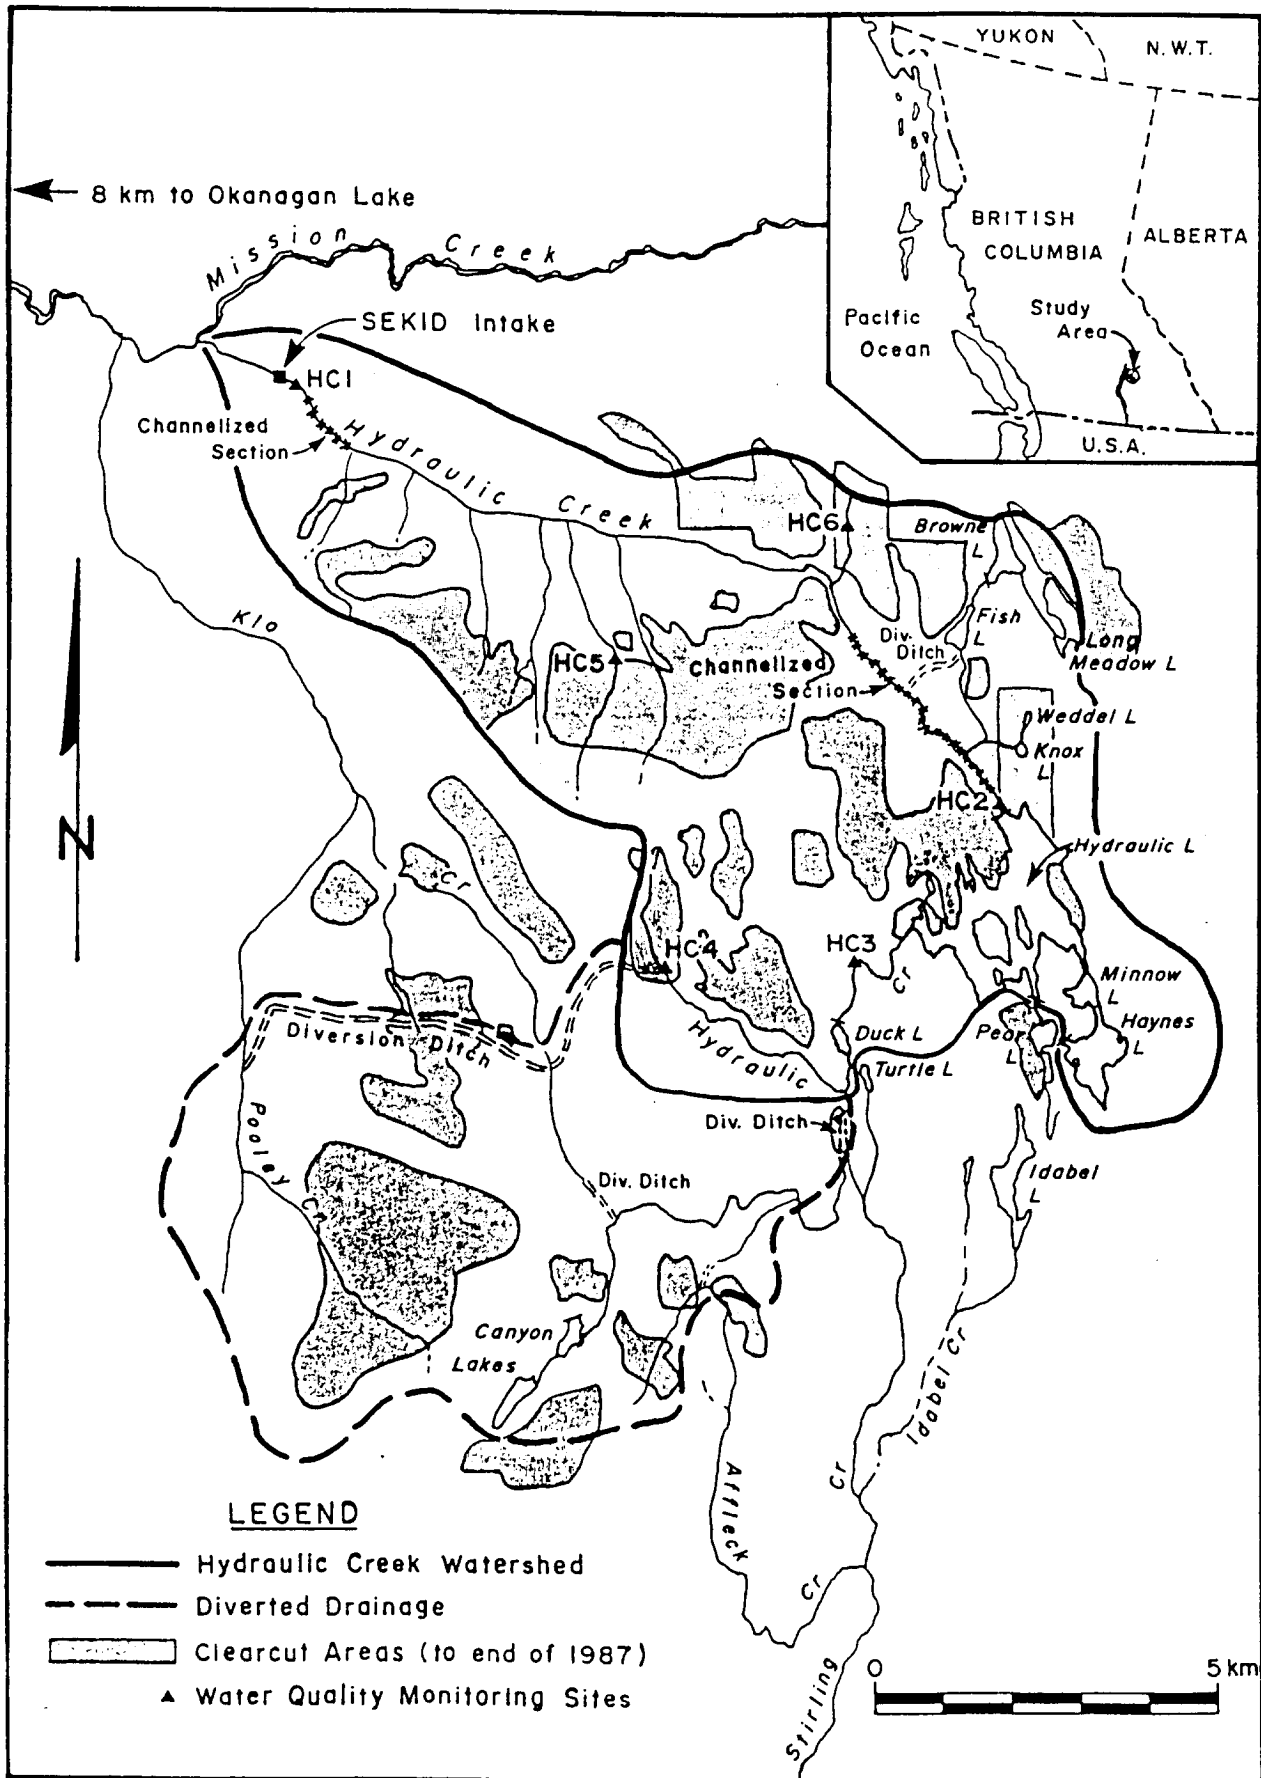 YUKON
N.W.T.
BRITISH
COLUMBIA
ALBERTA
Study
Area
Pacific
Ocean
U.S.A.
8 km to Okanagan Lake
Mission Creek
SEKID Intake
HC1
Channelized
Section
Hydraulic Creek
HC6
Browne
L
Fish
L
Div.
Ditch
Long
Meadow L
Klo
HC5
Channelized
Section
Weddel L
Knox
L
HC2
Hydraulic L
N
Cr
HC4
HC3
Cr
Minnow
L
Haynes
L
Pear
L
Duck L
Turtle L
Hydraulic
Diversion Ditch
Div. Ditch
Pooley Cr
Div. Ditch
Idabel
L
Canyon
Lakes
Idabel Cr
Affleck Cr
Stirling Cr
LEGEND
Hydraulic Creek Watershed
Diverted Drainage
Clearcut Areas (to end of 1987)
Water Quality Monitoring Sites
0 5 km